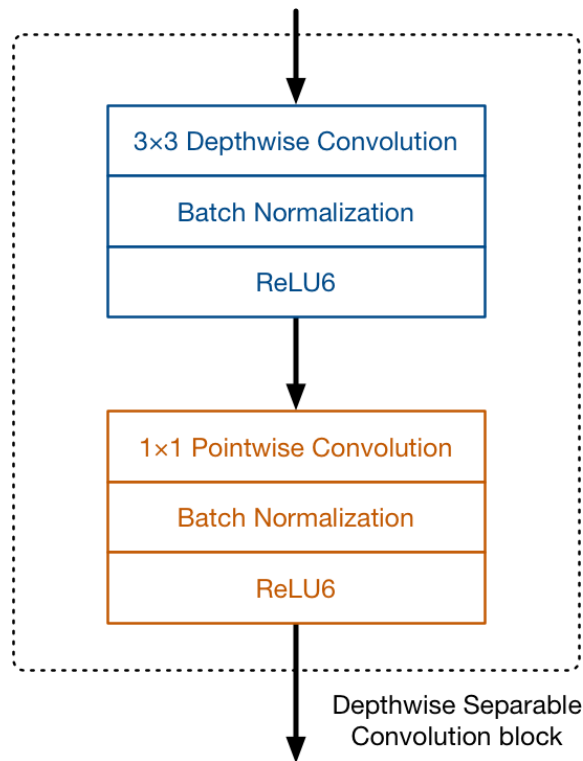 3×3 Depthwise Convolution
Batch Normalization
ReLU6
1×1 Pointwise Convolution
Batch Normalization
ReLU6
Depthwise Separable
Convolution block